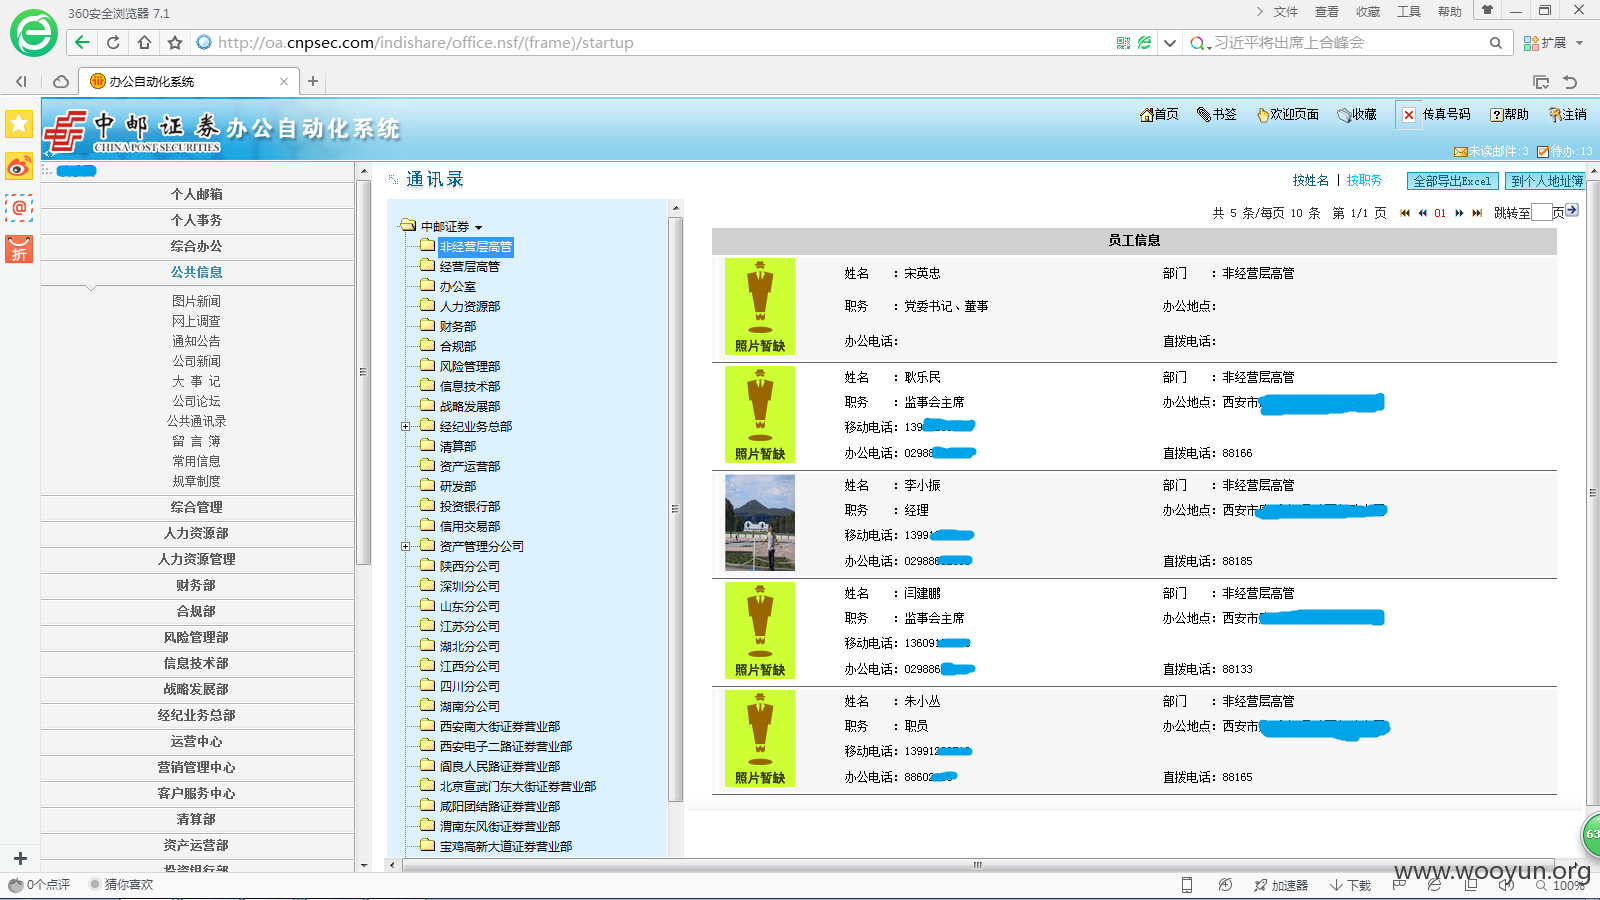 360安全浏览器 7.1
文件 查看 收藏 工具 帮助
http://oa.cnpsec.com/indishare/office.nsf/(frame)/startup
习近平将出席上合峰会
扩展
办公自动化系统
中邮证券办公自动化系统
CHINA POST SECURITIES
首页 书签 欢迎页面 收藏 传真号码 帮助 注销
未读邮件:3 待办:13
个人邮箱
个人事务
综合办公
公共信息
图片新闻
网上调查
通知公告
公司新闻
大 事 记
公司论坛
公共通讯录
留 言 簿
常用信息
规章制度
综合管理
人力资源部
人力资源管理
财务部
合规部
风险管理部
信息技术部
战略发展部
经纪业务总部
运营中心
营销管理中心
客户服务中心
清算部
资产运营部
投资银行部
通讯录
按姓名 | 按职务 全部导出Excel 到个人地址簿
共 5 条/每页 10 条 第 1/1 页 01 跳转至 页
中邮证券
非经营层高管
经营层高管
办公室
人力资源部
财务部
合规部
风险管理部
信息技术部
战略发展部
经纪业务总部
清算部
资产运营部
研发部
投资银行部
信用交易部
资产管理分公司
陕西分公司
深圳分公司
山东分公司
江苏分公司
湖北分公司
江西分公司
四川分公司
湖南分公司
西安南大街证券营业部
西安电子二路证券营业部
阎良人民路证券营业部
北京宣武门东大街证券营业部
咸阳团结路证券营业部
渭南东风街证券营业部
宝鸡高新大道证券营业部
员工信息
照片暂缺
姓名 : 宋英忠 部门 : 非经营层高管
职务 : 党委书记、董事 办公地点:
办公电话: 直拨电话:
照片暂缺
姓名 : 耿乐民 部门 : 非经营层高管
职务 : 监事会主席 办公地点: 西安市
移动电话: 139
办公电话: 0298 直拨电话: 88166
姓名 : 李小振 部门 : 非经营层高管
职务 : 经理 办公地点: 西安市
移动电话: 1399
办公电话: 02988 直拨电话: 88185
照片暂缺
姓名 : 闫建鹏 部门 : 非经营层高管
职务 : 监事会主席 办公地点: 西安市
移动电话: 13609
办公电话: 029886 直拨电话: 88133
照片暂缺
姓名 : 朱小丛 部门 : 非经营层高管
职务 : 职员 办公地点: 西安市
移动电话: 13991
办公电话: 8860 直拨电话: 88165
63
0个点评 猜你喜欢
加速器 下载 100%
www.wooyun.org